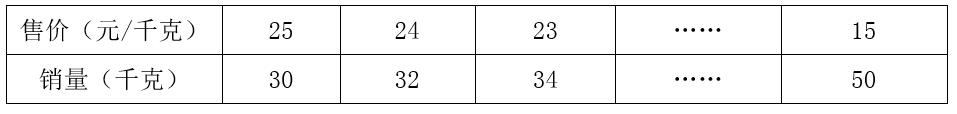 售价（元/千克） 25 24 23 …… 15
销量（千克） 30 32 34 …… 50